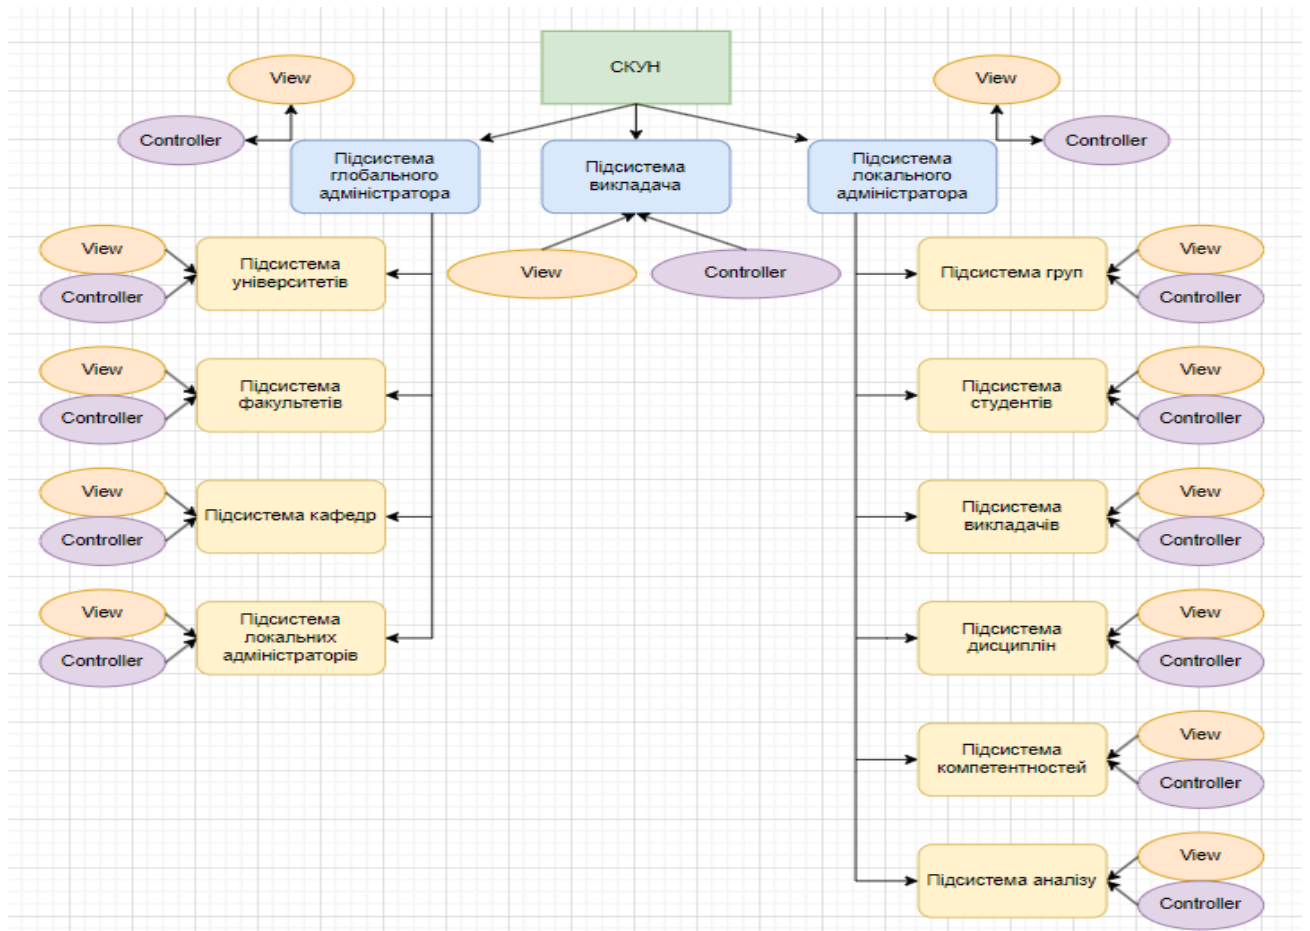 СКУН
View
View
Controller
Controller
Підсистема
глобального
адміністратора
Підсистема
викладача
Підсистема
локального
адміністратора
View
Controller
View
Controller
Підсистема
університетів
Підсистема груп
View
Controller
View
Controller
Підсистема
факультетів
Підсистема
студентів
View
Controller
View
Controller
Підсистема кафедр
Підсистема
викладачів
View
Controller
View
Controller
Підсистема
локальних
адміністраторів
Підсистема
дисциплін
View
Controller
Підсистема
компетентностей
View
Controller
Підсистема аналізу
View
Controller